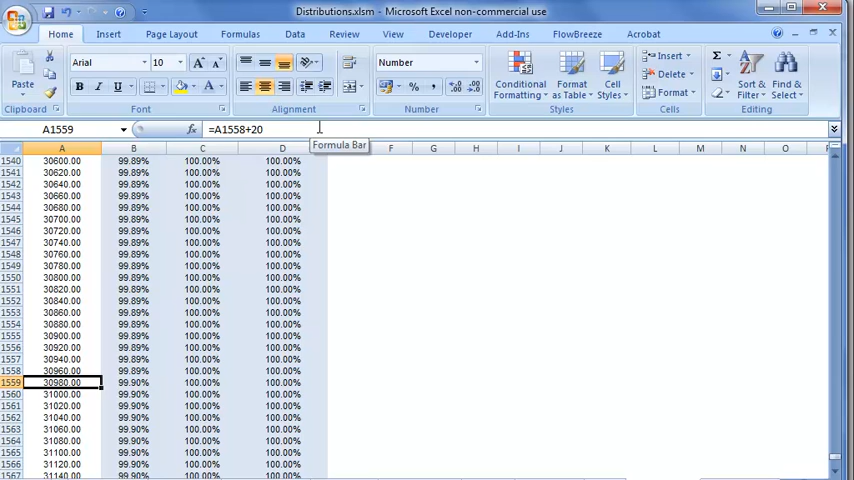 Distributions.xlsm - Microsoft Excel non-commercial use
Home Insert Page Layout Formulas Data Review View Developer Add-Ins FlowBreeze Acrobat
Paste Arial 10 A A Number Conditional Formatting Format as Table Cell Styles Insert Delete Format Sort & Filter Find & Select
B I U A $ % , .0 .00
Clipboard Font Alignment Number Styles Cells Editing
A1559 fx =A1558+20
Formula Bar
A B C D F G H I J K L M N O
1540 30600.00 99.89% 100.00% 100.00%
1541 30620.00 99.89% 100.00% 100.00%
1542 30640.00 99.89% 100.00% 100.00%
1543 30660.00 99.89% 100.00% 100.00%
1544 30680.00 99.89% 100.00% 100.00%
1545 30700.00 99.89% 100.00% 100.00%
1546 30720.00 99.89% 100.00% 100.00%
1547 30740.00 99.89% 100.00% 100.00%
1548 30760.00 99.89% 100.00% 100.00%
1549 30780.00 99.89% 100.00% 100.00%
1550 30800.00 99.89% 100.00% 100.00%
1551 30820.00 99.89% 100.00% 100.00%
1552 30840.00 99.89% 100.00% 100.00%
1553 30860.00 99.89% 100.00% 100.00%
1554 30880.00 99.89% 100.00% 100.00%
1555 30900.00 99.89% 100.00% 100.00%
1556 30920.00 99.89% 100.00% 100.00%
1557 30940.00 99.89% 100.00% 100.00%
1558 30960.00 99.89% 100.00% 100.00%
1559 30980.00 99.90% 100.00% 100.00%
1560 31000.00 99.90% 100.00% 100.00%
1561 31020.00 99.90% 100.00% 100.00%
1562 31040.00 99.90% 100.00% 100.00%
1563 31060.00 99.90% 100.00% 100.00%
1564 31080.00 99.90% 100.00% 100.00%
1565 31100.00 99.90% 100.00% 100.00%
1566 31120.00 99.90% 100.00% 100.00%
1567 31140.00 99.90% 100.00% 100.00%